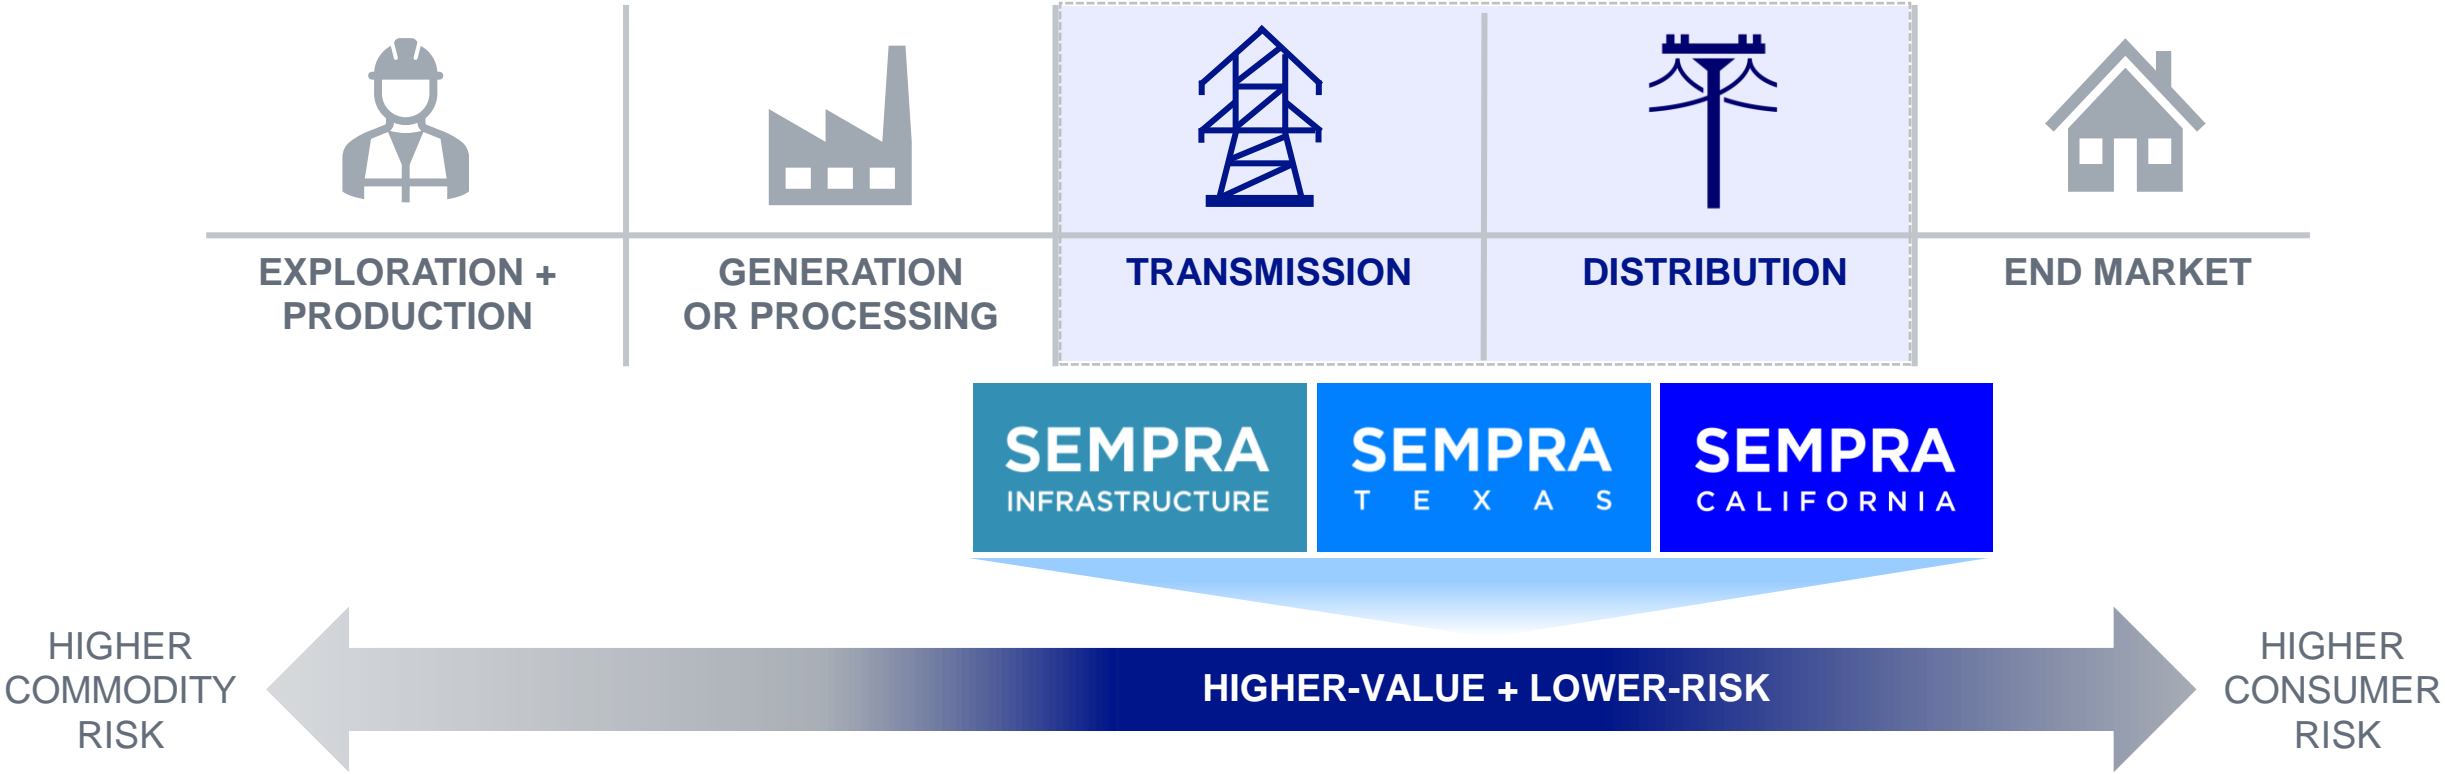 EXPLORATION +
PRODUCTION
GENERATION
OR PROCESSING
TRANSMISSION
DISTRIBUTION
END MARKET
SEMPRA
INFRASTRUCTURE
SEMPRA
TEXAS
SEMPRA
CALIFORNIA
HIGHER
COMMODITY
RISK
HIGHER-VALUE + LOWER-RISK
HIGHER
CONSUMER
RISK